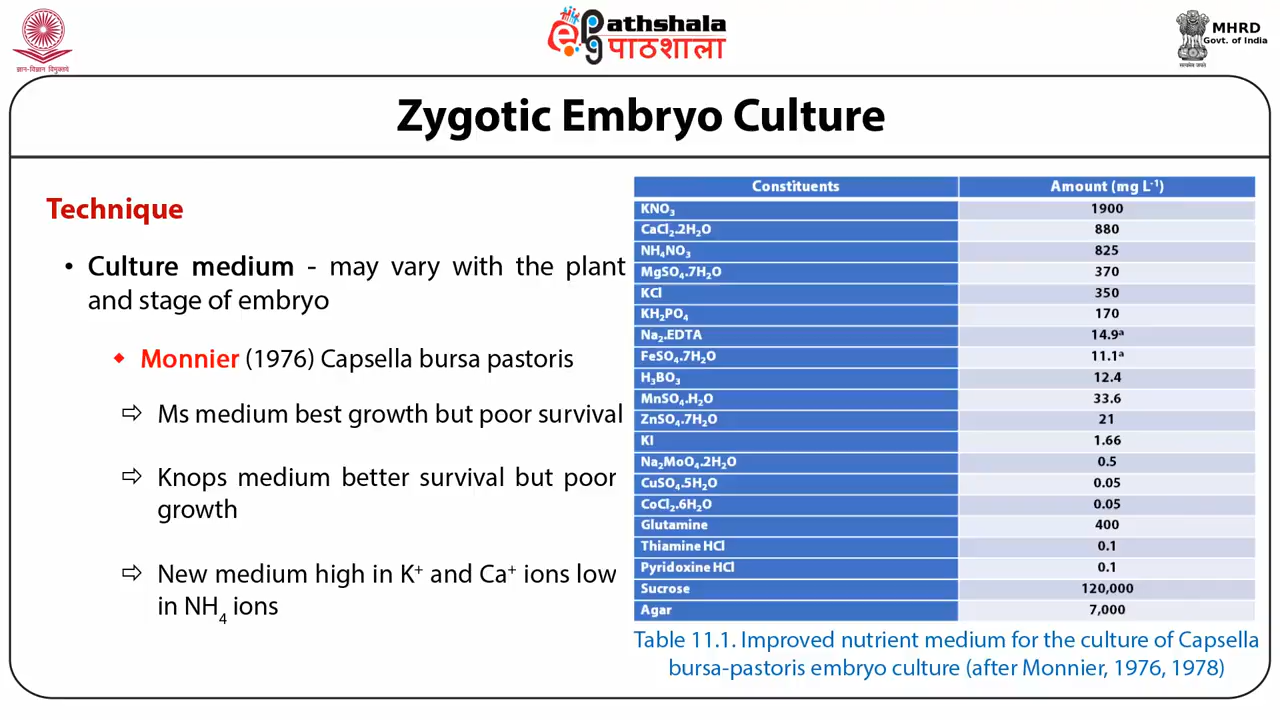 ज्ञान-विज्ञान विमुक्तये
ePathshala
पाठशाला
MHRD
Govt. of India
सत्यमेव जयते
Zygotic Embryo Culture
Technique
• Culture medium - may vary with the plant
and stage of embryo
Monnier (1976) Capsella bursa pastoris
⇨ Ms medium best growth but poor survival
⇨ Knops medium better survival but poor
growth
⇨ New medium high in K⁺ and Ca⁺ ions low
in NH₄ ions
Constituents Amount (mg L⁻¹)
KNO₃ 1900
CaCl₂.2H₂O 880
NH₄NO₃ 825
MgSO₄.7H₂O 370
KCl 350
KH₂PO₄ 170
Na₂.EDTA 14.9ᵃ
FeSO₄.7H₂O 11.1ᵃ
H₃BO₃ 12.4
MnSO₄.H₂O 33.6
ZnSO₄.7H₂O 21
KI 1.66
Na₂MoO₄.2H₂O 0.5
CuSO₄.5H₂O 0.05
CoCl₂.6H₂O 0.05
Glutamine 400
Thiamine HCl 0.1
Pyridoxine HCl 0.1
Sucrose 120,000
Agar 7,000
Table 11.1. Improved nutrient medium for the culture of Capsella
bursa-pastoris embryo culture (after Monnier, 1976, 1978)